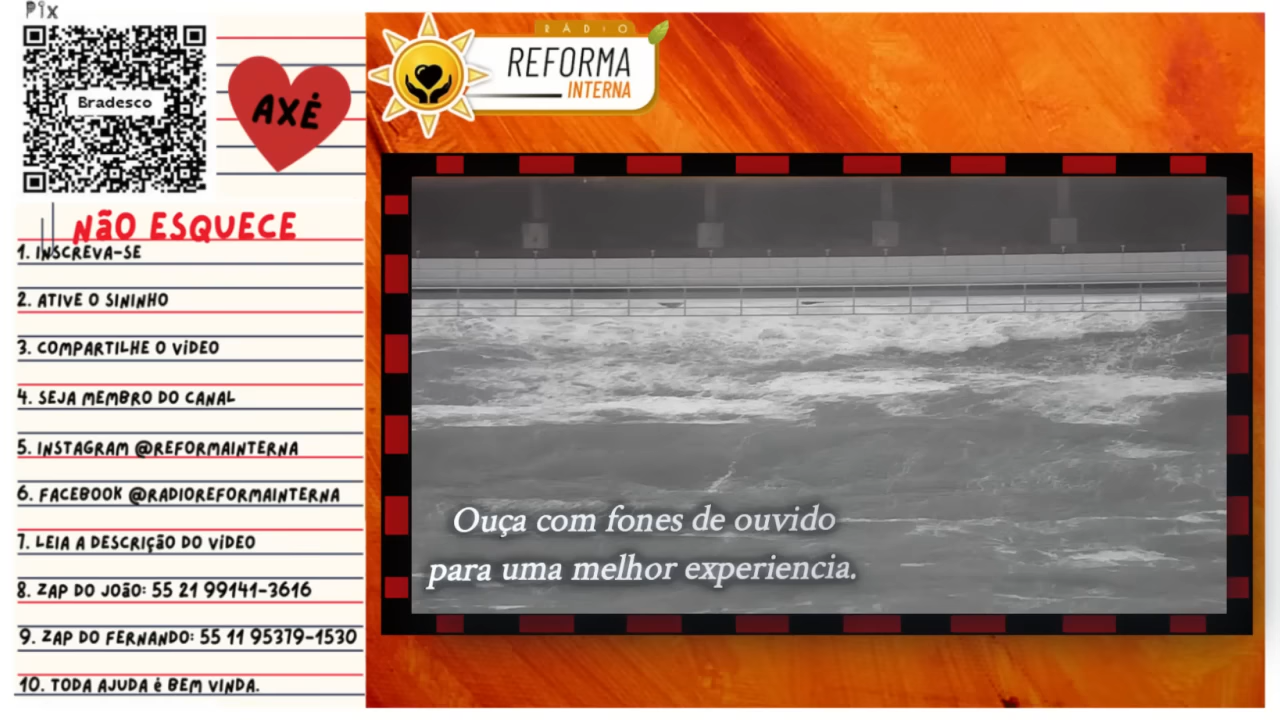 Pix
Bradesco
AXÉ
NÃO ESQUECE
1. INSCREVA-SE
2. ATIVE O SININHO
3. COMPARTILHE O VÍDEO
4. SEJA MEMBRO DO CANAL
5. INSTAGRAM @REFORMAINTERNA
6. FACEBOOK @RADIOREFORMAINTERNA
7. LEIA A DESCRIÇÃO DO VÍDEO
8. ZAP DO JOÃO: 55 21 99141-3616
9. ZAP DO FERNANDO: 55 11 95379-1530
10. TODA AJUDA É BEM VINDA.
RÁDIO
REFORMA
INTERNA
Ouça com fones de ouvido
para uma melhor experiencia.